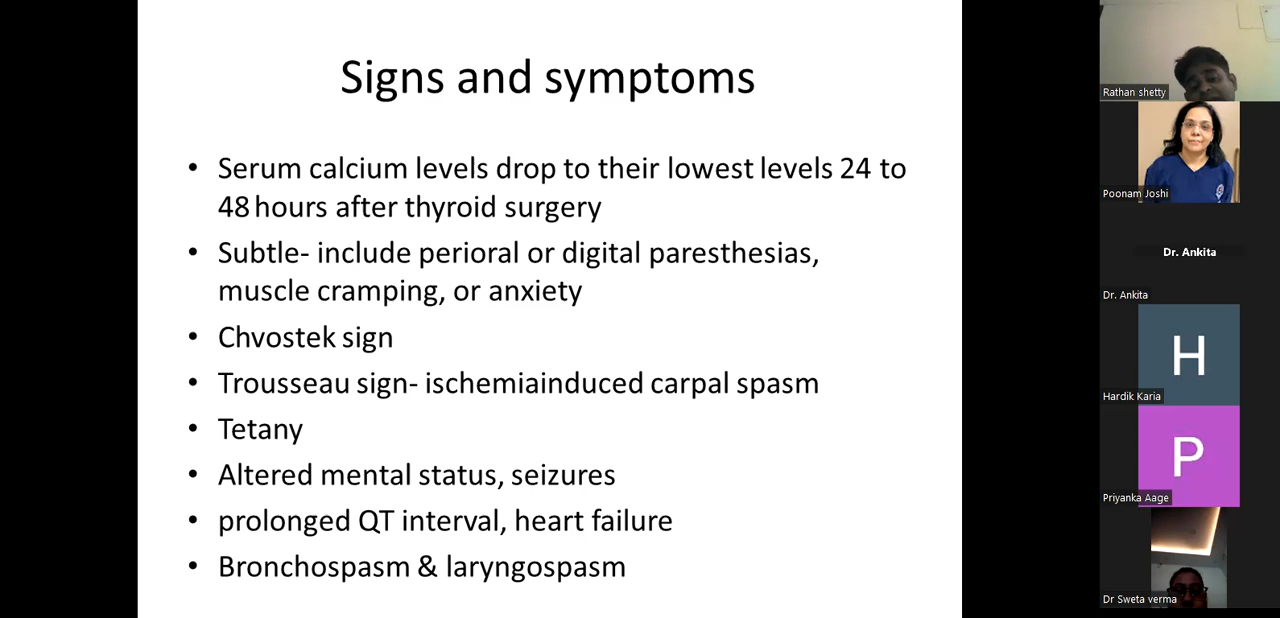 Signs and symptoms
• Serum calcium levels drop to their lowest levels 24 to
48 hours after thyroid surgery
• Subtle- include perioral or digital paresthesias,
muscle cramping, or anxiety
• Chvostek sign
• Trousseau sign- ischemiainduced carpal spasm
• Tetany
• Altered mental status, seizures
• prolonged QT interval, heart failure
• Bronchospasm & laryngospasm
Rathan shetty
Poonam Joshi
Dr. Ankita
Dr. Ankita
H
Hardik Karia
P
Priyanka Aage
Dr Sweta verma